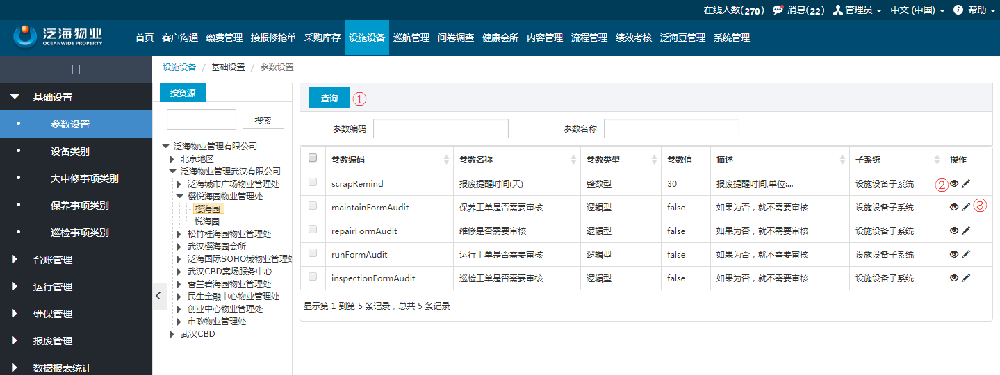 在线人数(270) 消息(22) 管理员 中文 (中国) 帮助
泛海物业
OCEANWIDE PROPERTY
首页 客户沟通 缴费管理 接报修抢单 采购库存 设施设备 巡航管理 问卷调查 健康会所 内容管理 流程管理 绩效考核 泛海豆管理 系统管理
设施设备 / 基础设置 / 参数设置
基础设置
参数设置
设备类别
大中修事项类别
保养事项类别
巡检事项类别
台账管理
运行管理
维保管理
报废管理
数据报表统计
按资源
搜索
泛海物业管理有限公司
北京地区
泛海物业管理武汉有限公司
泛海城市广场物业管理处
樱悦海园物业管理处
樱海园
悦海园
松竹桂海园物业管理处
武汉樱海园会所
泛海国际SOHO城物业管理处
武汉CBD案场服务中心
香兰碧海园物业管理处
民生金融中心物业管理处
创业中心物业管理处
市政物业管理处
武汉CBD
查询 ①
参数编码 参数名称
参数编码 参数名称 参数类型 参数值 描述 子系统 操作
scrapRemind 报废提醒时间(天) 整数型 30 报废提醒时间,单位:... 设施设备子系统 ②
maintainFormAudit 保养工单是否需要审核 逻辑型 false 如果为否，就不需要审核 设施设备子系统 ③
repairFormAudit 维修是否需要审核 逻辑型 false 如果为否，就不需要审核 设施设备子系统
runFormAudit 运行工单是否需要审核 逻辑型 false 如果为否，就不需要审核 设施设备子系统
inspectionFormAudit 巡检工单是否需要审核 逻辑型 false 如果为否，就不需要审核 设施设备子系统
显示第 1 到第 5 条记录，总共 5 条记录